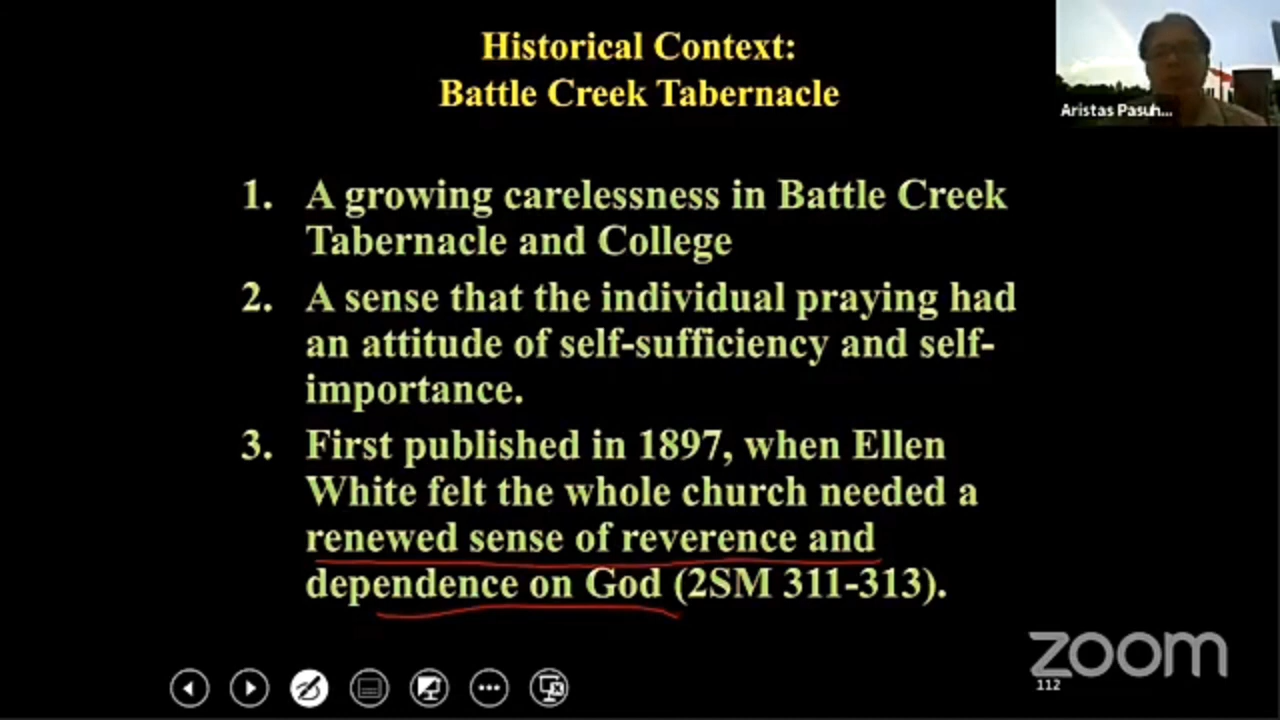 Historical Context:
Battle Creek Tabernacle
Aristas Pasuh...
1. A growing carelessness in Battle Creek
Tabernacle and College
2. A sense that the individual praying had
an attitude of self-sufficiency and self-
importance.
3. First published in 1897, when Ellen
White felt the whole church needed a
renewed sense of reverence and
dependence on God (2SM 311-313).
zoom
112